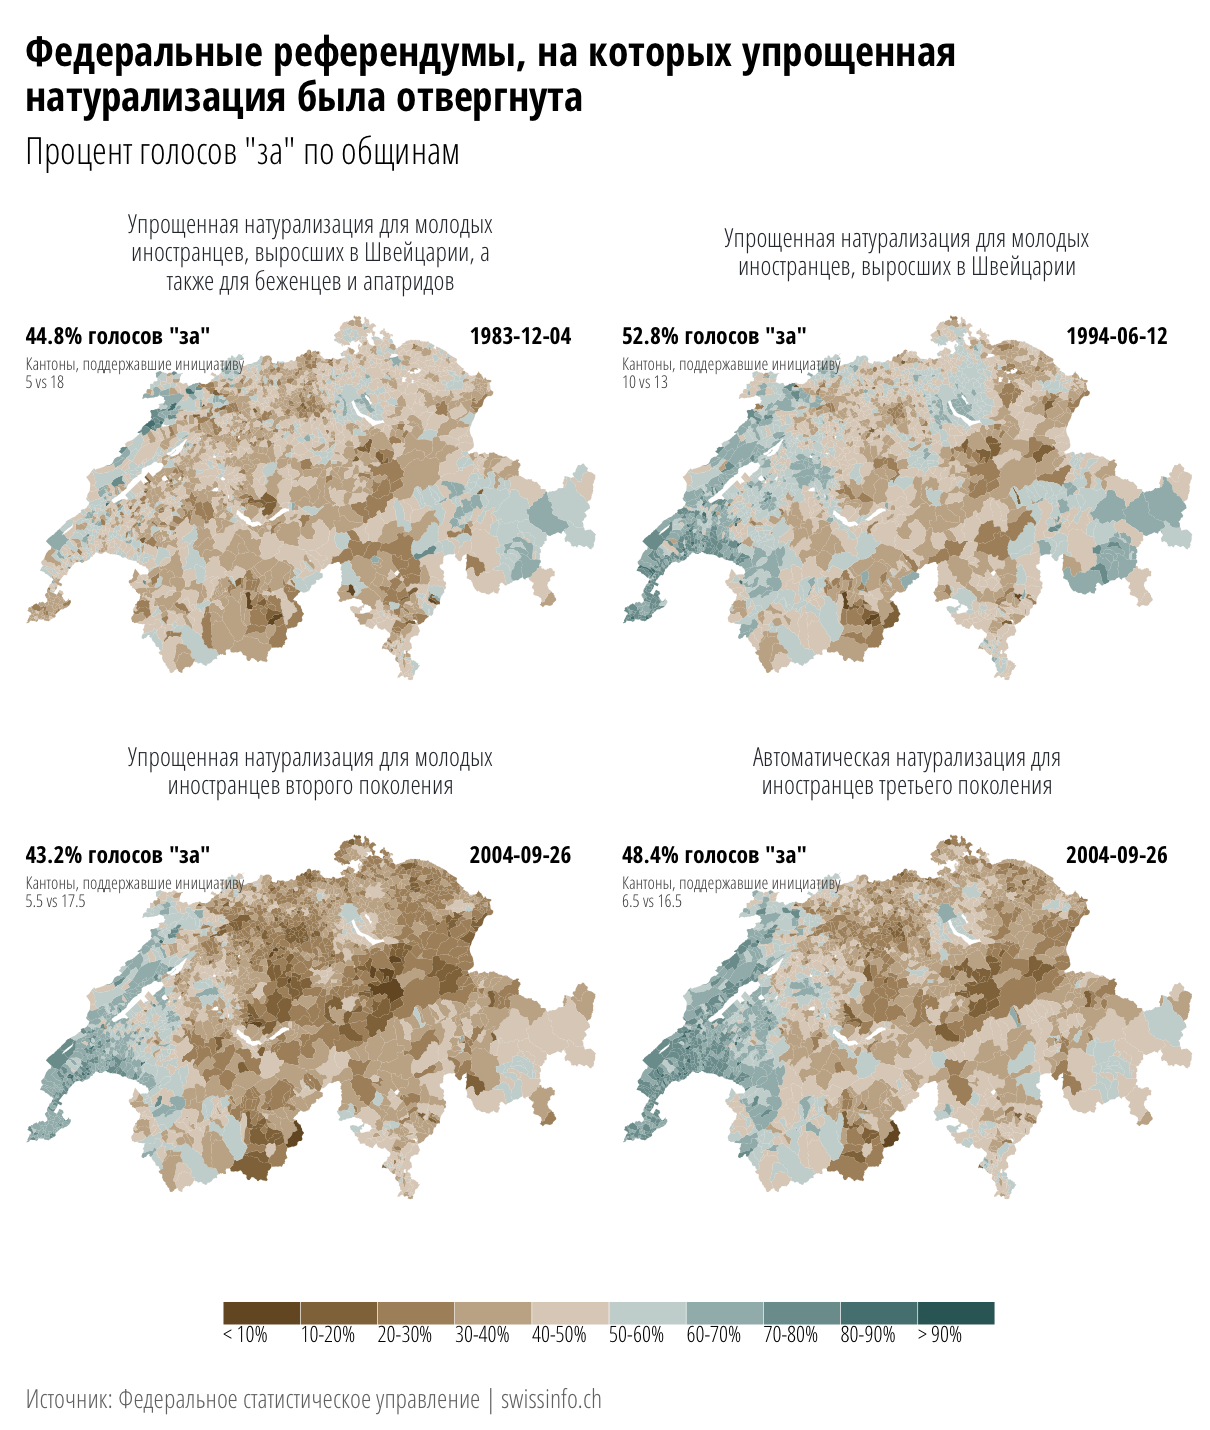 Федеральные референдумы, на которых упрощенная
натурализация была отвергнута
Процент голосов "за" по общинам
Упрощенная натурализация для молодых
иностранцев, выросших в Швейцарии, а
также для беженцев и апатридов
44.8% голосов "за"
1983-12-04
Кантоны, поддержавшие инициативу
5 vs 18
Упрощенная натурализация для молодых
иностранцев, выросших в Швейцарии
52.8% голосов "за"
1994-06-12
Кантоны, поддержавшие инициативу
10 vs 13
Упрощенная натурализация для молодых
иностранцев второго поколения
43.2% голосов "за"
2004-09-26
Кантоны, поддержавшие инициативу
5.5 vs 17.5
Автоматическая натурализация для
иностранцев третьего поколения
48.4% голосов "за"
2004-09-26
Кантоны, поддержавшие инициативу
6.5 vs 16.5
< 10% 10-20% 20-30% 30-40% 40-50% 50-60% 60-70% 70-80% 80-90% > 90%
Источник: Федеральное статистическое управление | swissinfo.ch